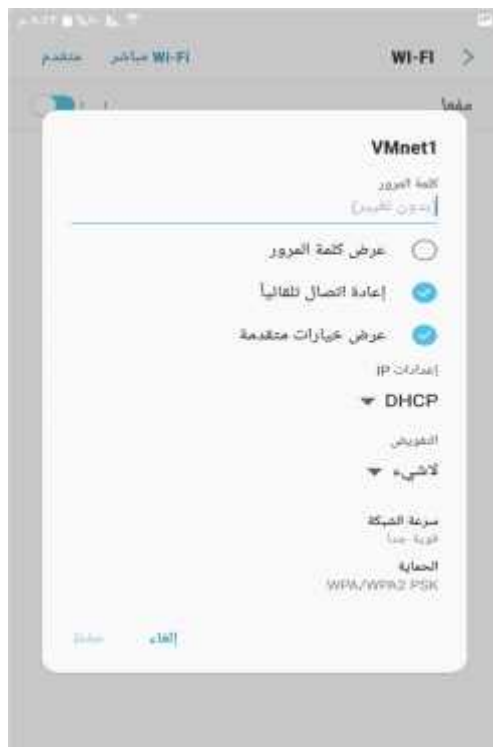 WI-FI Wi-Fi مباشر متقدم
VMnet1
كلمة المرور
(بدون تغيير)
عرض كلمة المرور
إعادة اتصال تلقائياً
عرض خيارات متقدمة
إعدادات IP
DHCP
التفويض
لاشيء
سرعة الشبكة
قوية جداً
الحماية
WPA/WPA2 PSK
إلغاء حفظ